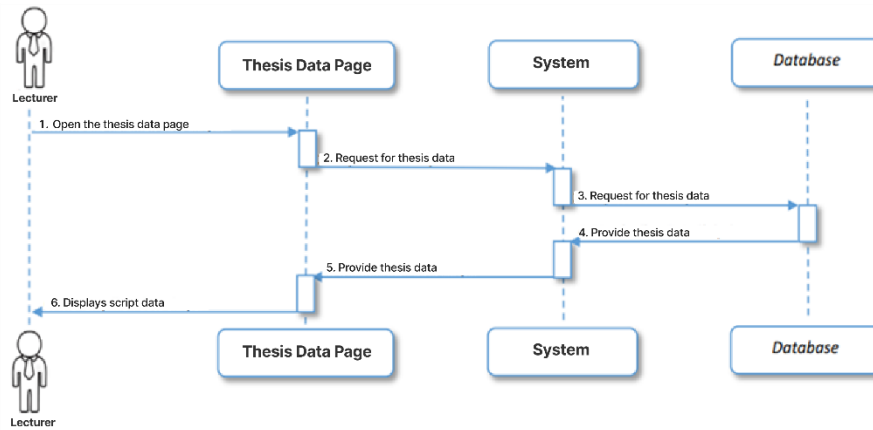 Lecturer
Thesis Data Page
System
Database
1. Open the thesis data page
2. Request for thesis data
3. Request for thesis data
4. Provide thesis data
5. Provide thesis data
6. Displays script data
Thesis Data Page
System
Database
Lecturer